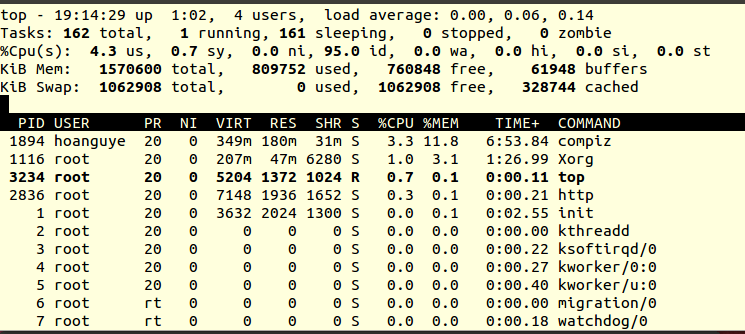 top - 19:14:29 up  1:02,  4 users,  load average: 0.00, 0.06, 0.14
Tasks: 162 total,   1 running, 161 sleeping,   0 stopped,   0 zombie
%Cpu(s):  4.3 us,  0.7 sy,  0.0 ni, 95.0 id,  0.0 wa,  0.0 hi,  0.0 si,  0.0 st
KiB Mem:   1570600 total,   809752 used,   760848 free,    61948 buffers
KiB Swap:  1062908 total,        0 used,  1062908 free,   328744 cached
  PID USER      PR  NI  VIRT  RES  SHR S  %CPU %MEM    TIME+  COMMAND
 1894 hoanguye  20   0  349m 180m  31m S   3.3 11.8   6:53.84 compiz
 1116 root      20   0  207m  47m 6280 S   1.0  3.1   1:26.99 Xorg
 3234 root      20   0  5204 1372 1024 R   0.7  0.1   0:00.11 top
 2836 root      20   0  7148 1936 1652 S   0.3  0.1   0:00.21 http
    1 root      20   0  3632 2024 1300 S   0.0  0.1   0:02.55 init
    2 root      20   0     0    0    0 S   0.0  0.0   0:00.00 kthreadd
    3 root      20   0     0    0    0 S   0.0  0.0   0:00.22 ksoftirqd/0
    4 root      20   0     0    0    0 S   0.0  0.0   0:00.27 kworker/0:0
    5 root      20   0     0    0    0 S   0.0  0.0   0:00.40 kworker/u:0
    6 root      rt   0     0    0    0 S   0.0  0.0   0:00.00 migration/0
    7 root      rt   0     0    0    0 S   0.0  0.0   0:00.18 watchdog/0